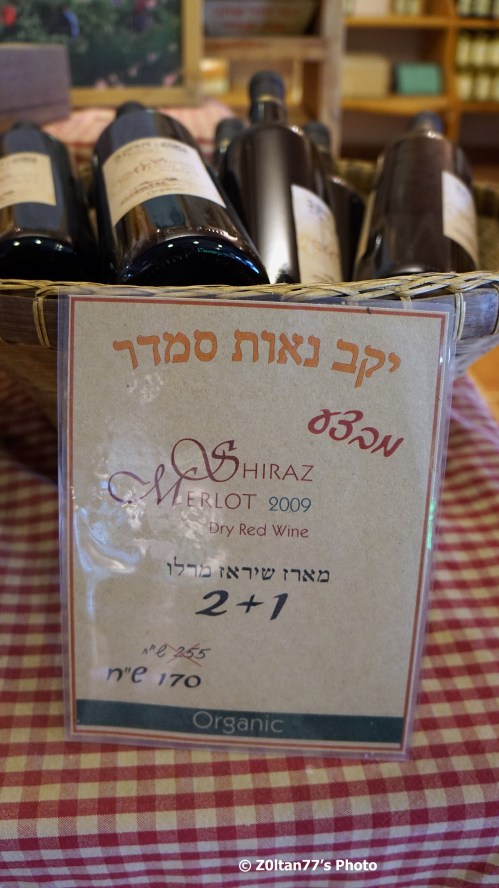 Organic
יקב נאות סמדר
מבצע
SHIRAZ
MERLOT 2009
Dry Red Wine
מארז שיראז מרלו
2+1
255 ש"ח
170 ש"ח
Organic
© Z0ltan77's Photo